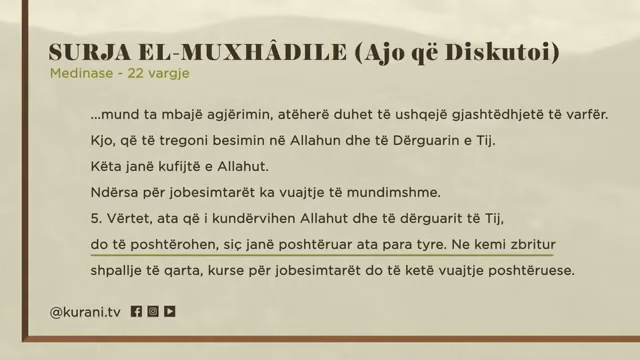 SURJA EL-MUXHÂDILE (Ajo që Diskutoi)
Medinase - 22 vargje
...mund ta mbajë agjërimin, atëherë duhet të ushqejë gjashtëdhjetë të varfër.
Kjo, që të tregoni besimin në Allahun dhe të Dërguarin e Tij.
Këta janë kufijtë e Allahut.
Ndërsa për jobesimtarët ka vuajtje të mundimshme.
5. Vërtet, ata që i kundërvihen Allahut dhe të dërguarit të Tij,
do të poshtërohen, siç janë poshtëruar ata para tyre. Ne kemi zbritur
shpallje të qarta, kurse për jobesimtarët do të ketë vuajtje poshtëruese.
@kurani.tv